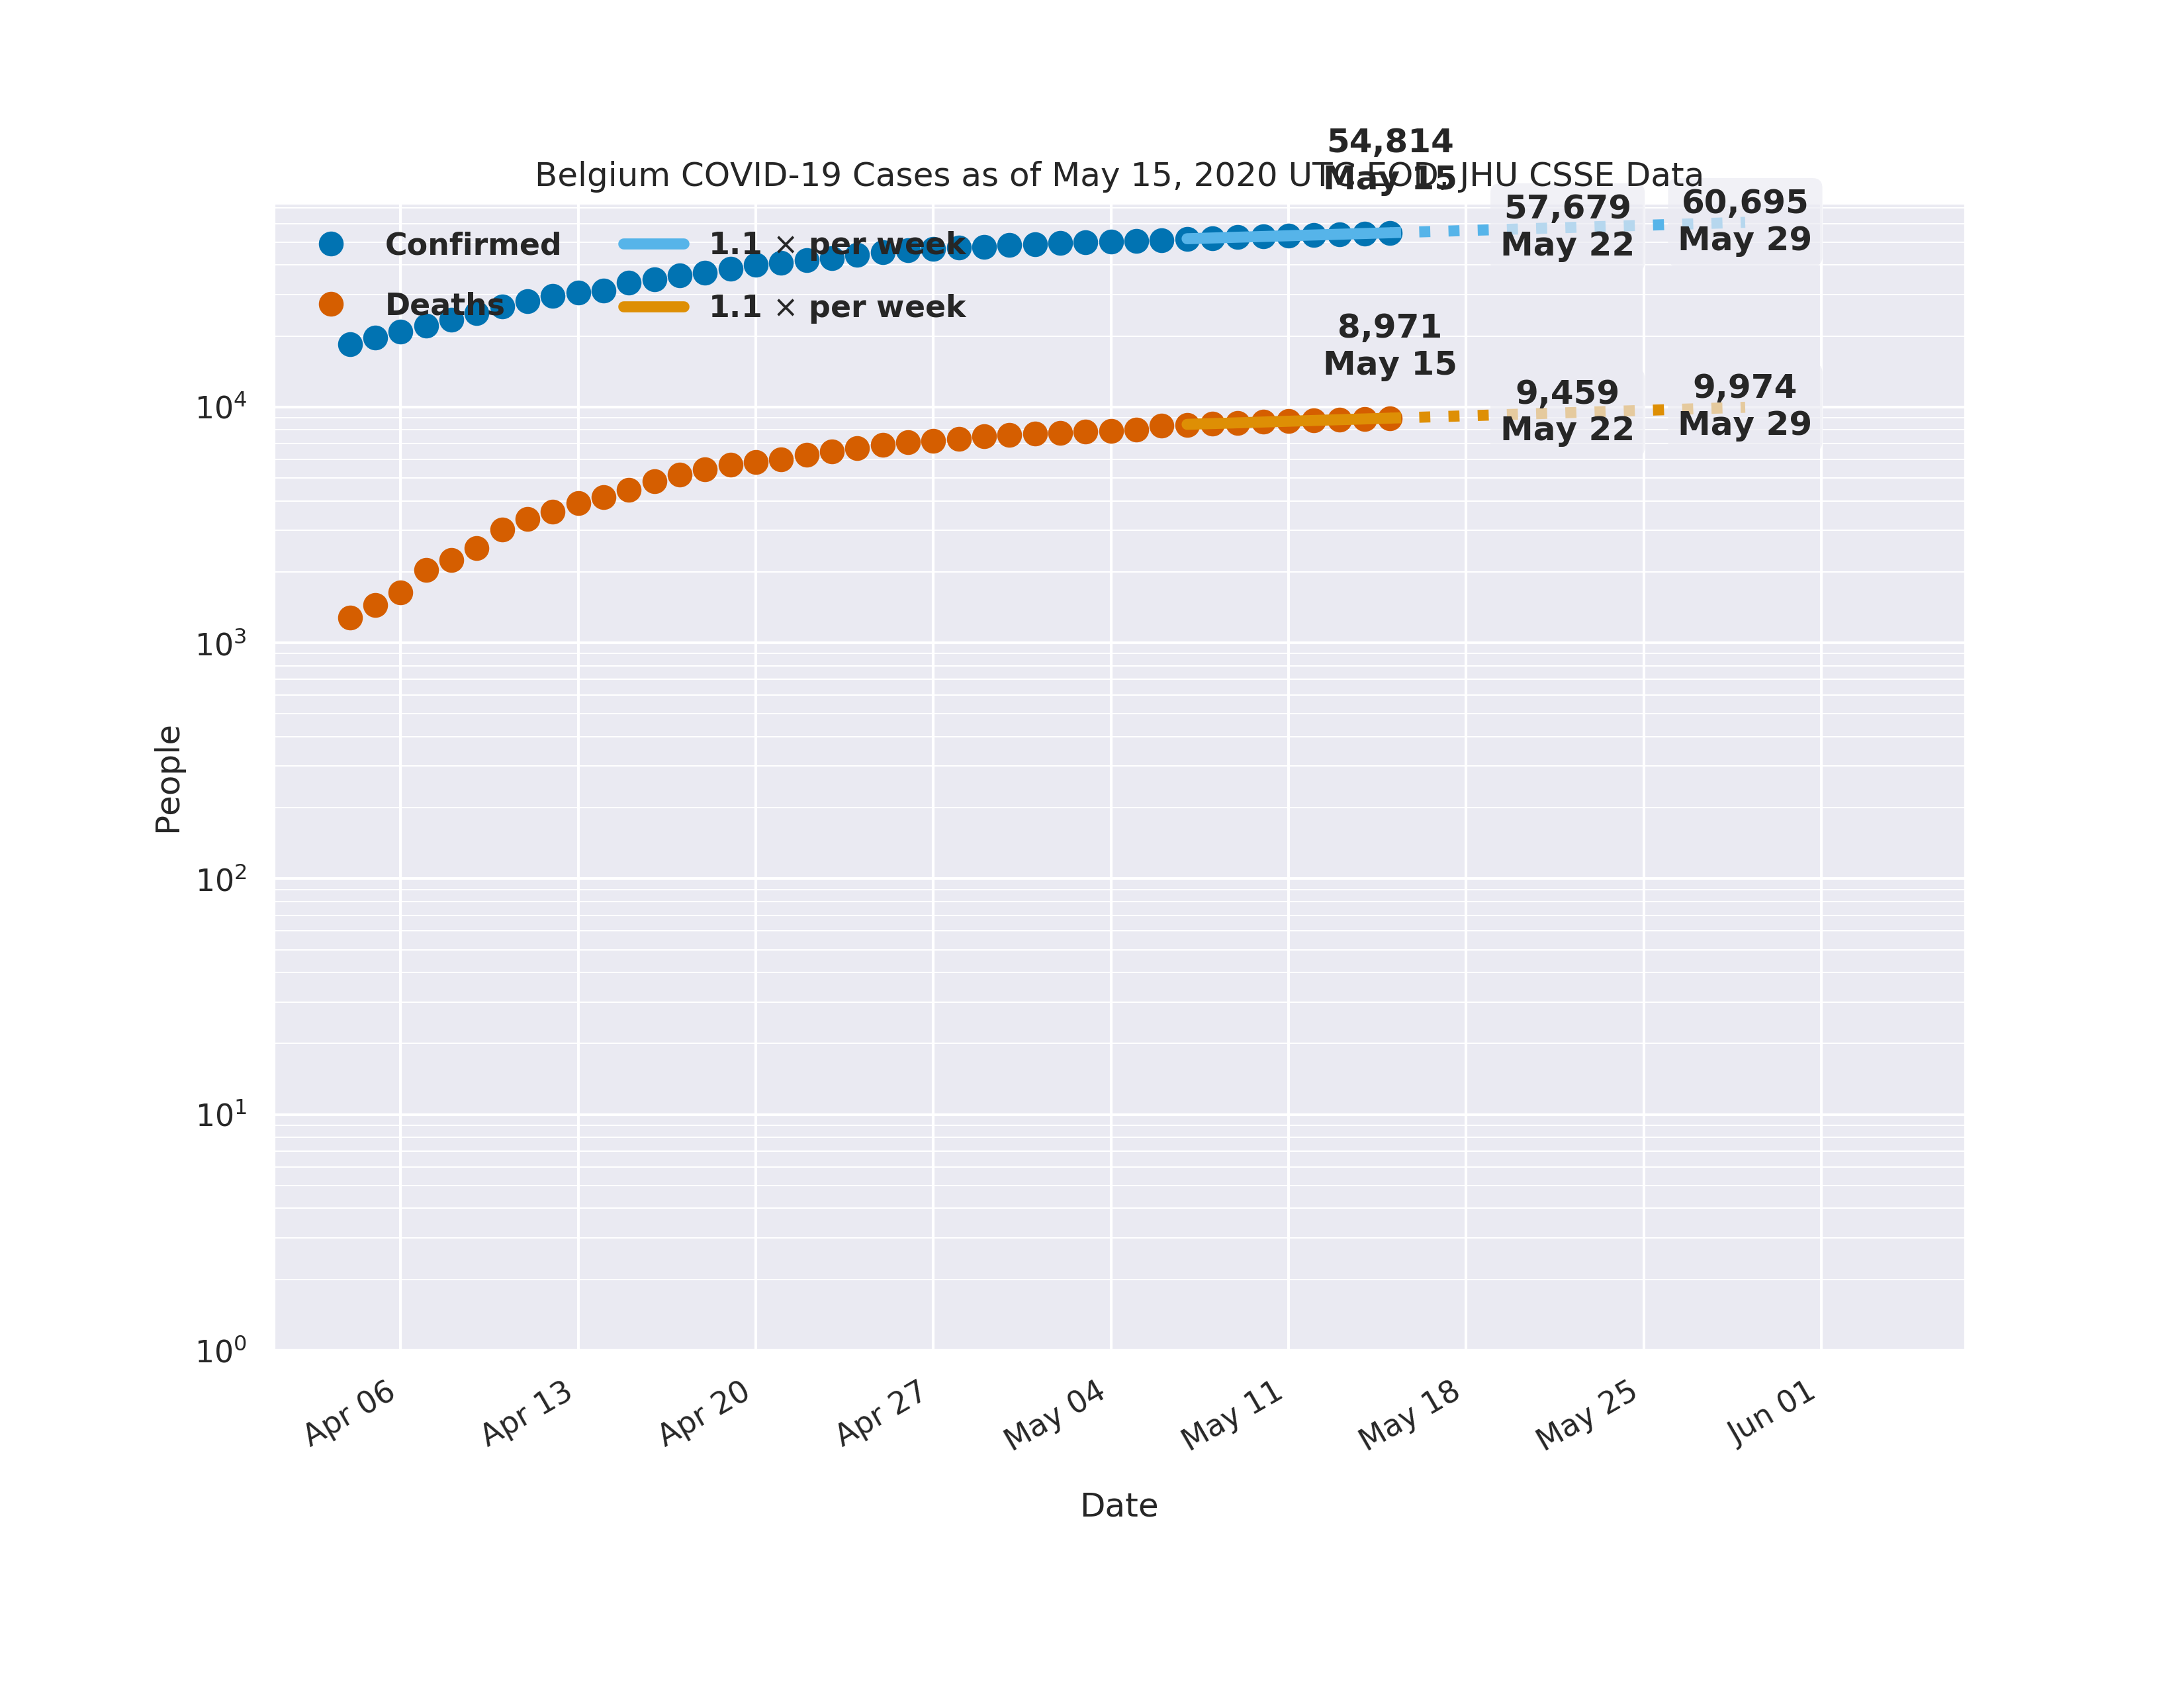 54,814
May 15
Belgium COVID-19 Cases as of May 15, 2020 UTC EOD, JHU CSSE Data
57,679
May 22
60,695
May 29
Confirmed
1.1 × per week
Deaths
1.1 × per week
8,971
May 15
9,459
May 22
9,974
May 29
10⁴
10³
10²
10¹
10⁰
People
Apr 06
Apr 13
Apr 20
Apr 27
May 04
May 11
May 18
May 25
Jun 01
Date